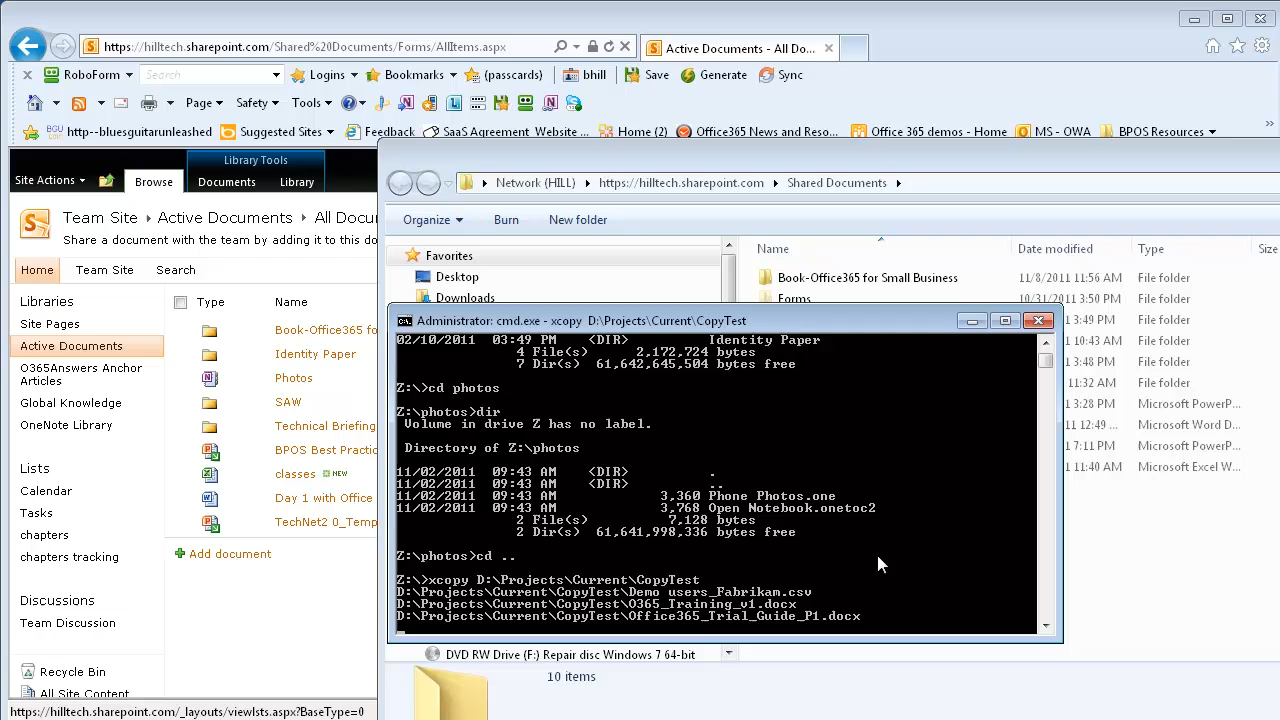 https://hilltech.sharepoint.com/Shared%20Documents/Forms/AllItems.aspx
Active Documents - All Do...
RoboForm
Search
Logins
Bookmarks
(passcards)
bhill
Save
Generate
Sync
Page
Safety
Tools
BGU
http--bluesguitarunleashed
Suggested Sites
Feedback
SaaS Agreement Website ...
Home (2)
Office365 News and Reso...
Office 365 demos - Home
MS - OWA
BPOS Resources
»
Library Tools
Site Actions
Browse
Documents
Library
Team Site
Active Documents
All Docu
Share a document with the team by adding it to this do
Home
Team Site
Search
Libraries
Site Pages
Active Documents
O365Answers Anchor
Articles
Global Knowledge
OneNote Library
Lists
Calendar
Tasks
chapters
chapters tracking
Discussions
Team Discussion
Recycle Bin
All Site Content
https://hilltech.sharepoint.com/_layouts/viewlsts.aspx?BaseType=0
Type
Name
Book-Office365 fo
Identity Paper
Photos
SAW
Technical Briefing
BPOS Best Practic
classes
NEW
Day 1 with Office
TechNet2 0_Temp
Add document
Network (HILL)
https://hilltech.sharepoint.com
Shared Documents
Organize
Burn
New folder
Favorites
Desktop
Downloads
Name
Date modified
Type
Size
Book-Office365 for Small Business
11/8/2011 11:56 AM
File folder
Forms
10/31/2011 3:50 PM
File folder
1 3:49 PM
File folder
1 10:43 AM
File folder
1 4:48 PM
File folder
11:32 AM
File folder
1 3:28 PM
Microsoft PowerP...
11 12:49 ...
Microsoft Word D...
1 7:11 PM
Microsoft PowerP...
1 11:40 AM
Microsoft Excel W...
Administrator: cmd.exe - xcopy D:\Projects\Current\CopyTest
02/10/2011 03:49 PM <DIR> Identity Paper
4 File(s) 2,172,724 bytes
7 Dir(s) 61,642,645,504 bytes free
Z:\>cd photos
Z:\photos>dir
Volume in drive Z has no label.
Directory of Z:\photos
11/02/2011 09:43 AM <DIR> .
11/02/2011 09:43 AM <DIR> ..
11/02/2011 09:43 AM 3,360 Phone Photos.one
11/02/2011 09:43 AM 3,768 Open Notebook.onetoc2
2 File(s) 7,128 bytes
2 Dir(s) 61,641,998,336 bytes free
Z:\photos>cd ..
Z:\>xcopy D:\Projects\Current\CopyTest
D:\Projects\Current\CopyTest\Demo users_Fabrikam.csv
D:\Projects\Current\CopyTest\O365_Training_v1.docx
D:\Projects\Current\CopyTest\Office365_Trial_Guide_P1.docx
DVD RW Drive (F:) Repair disc Windows 7 64-bit
10 items